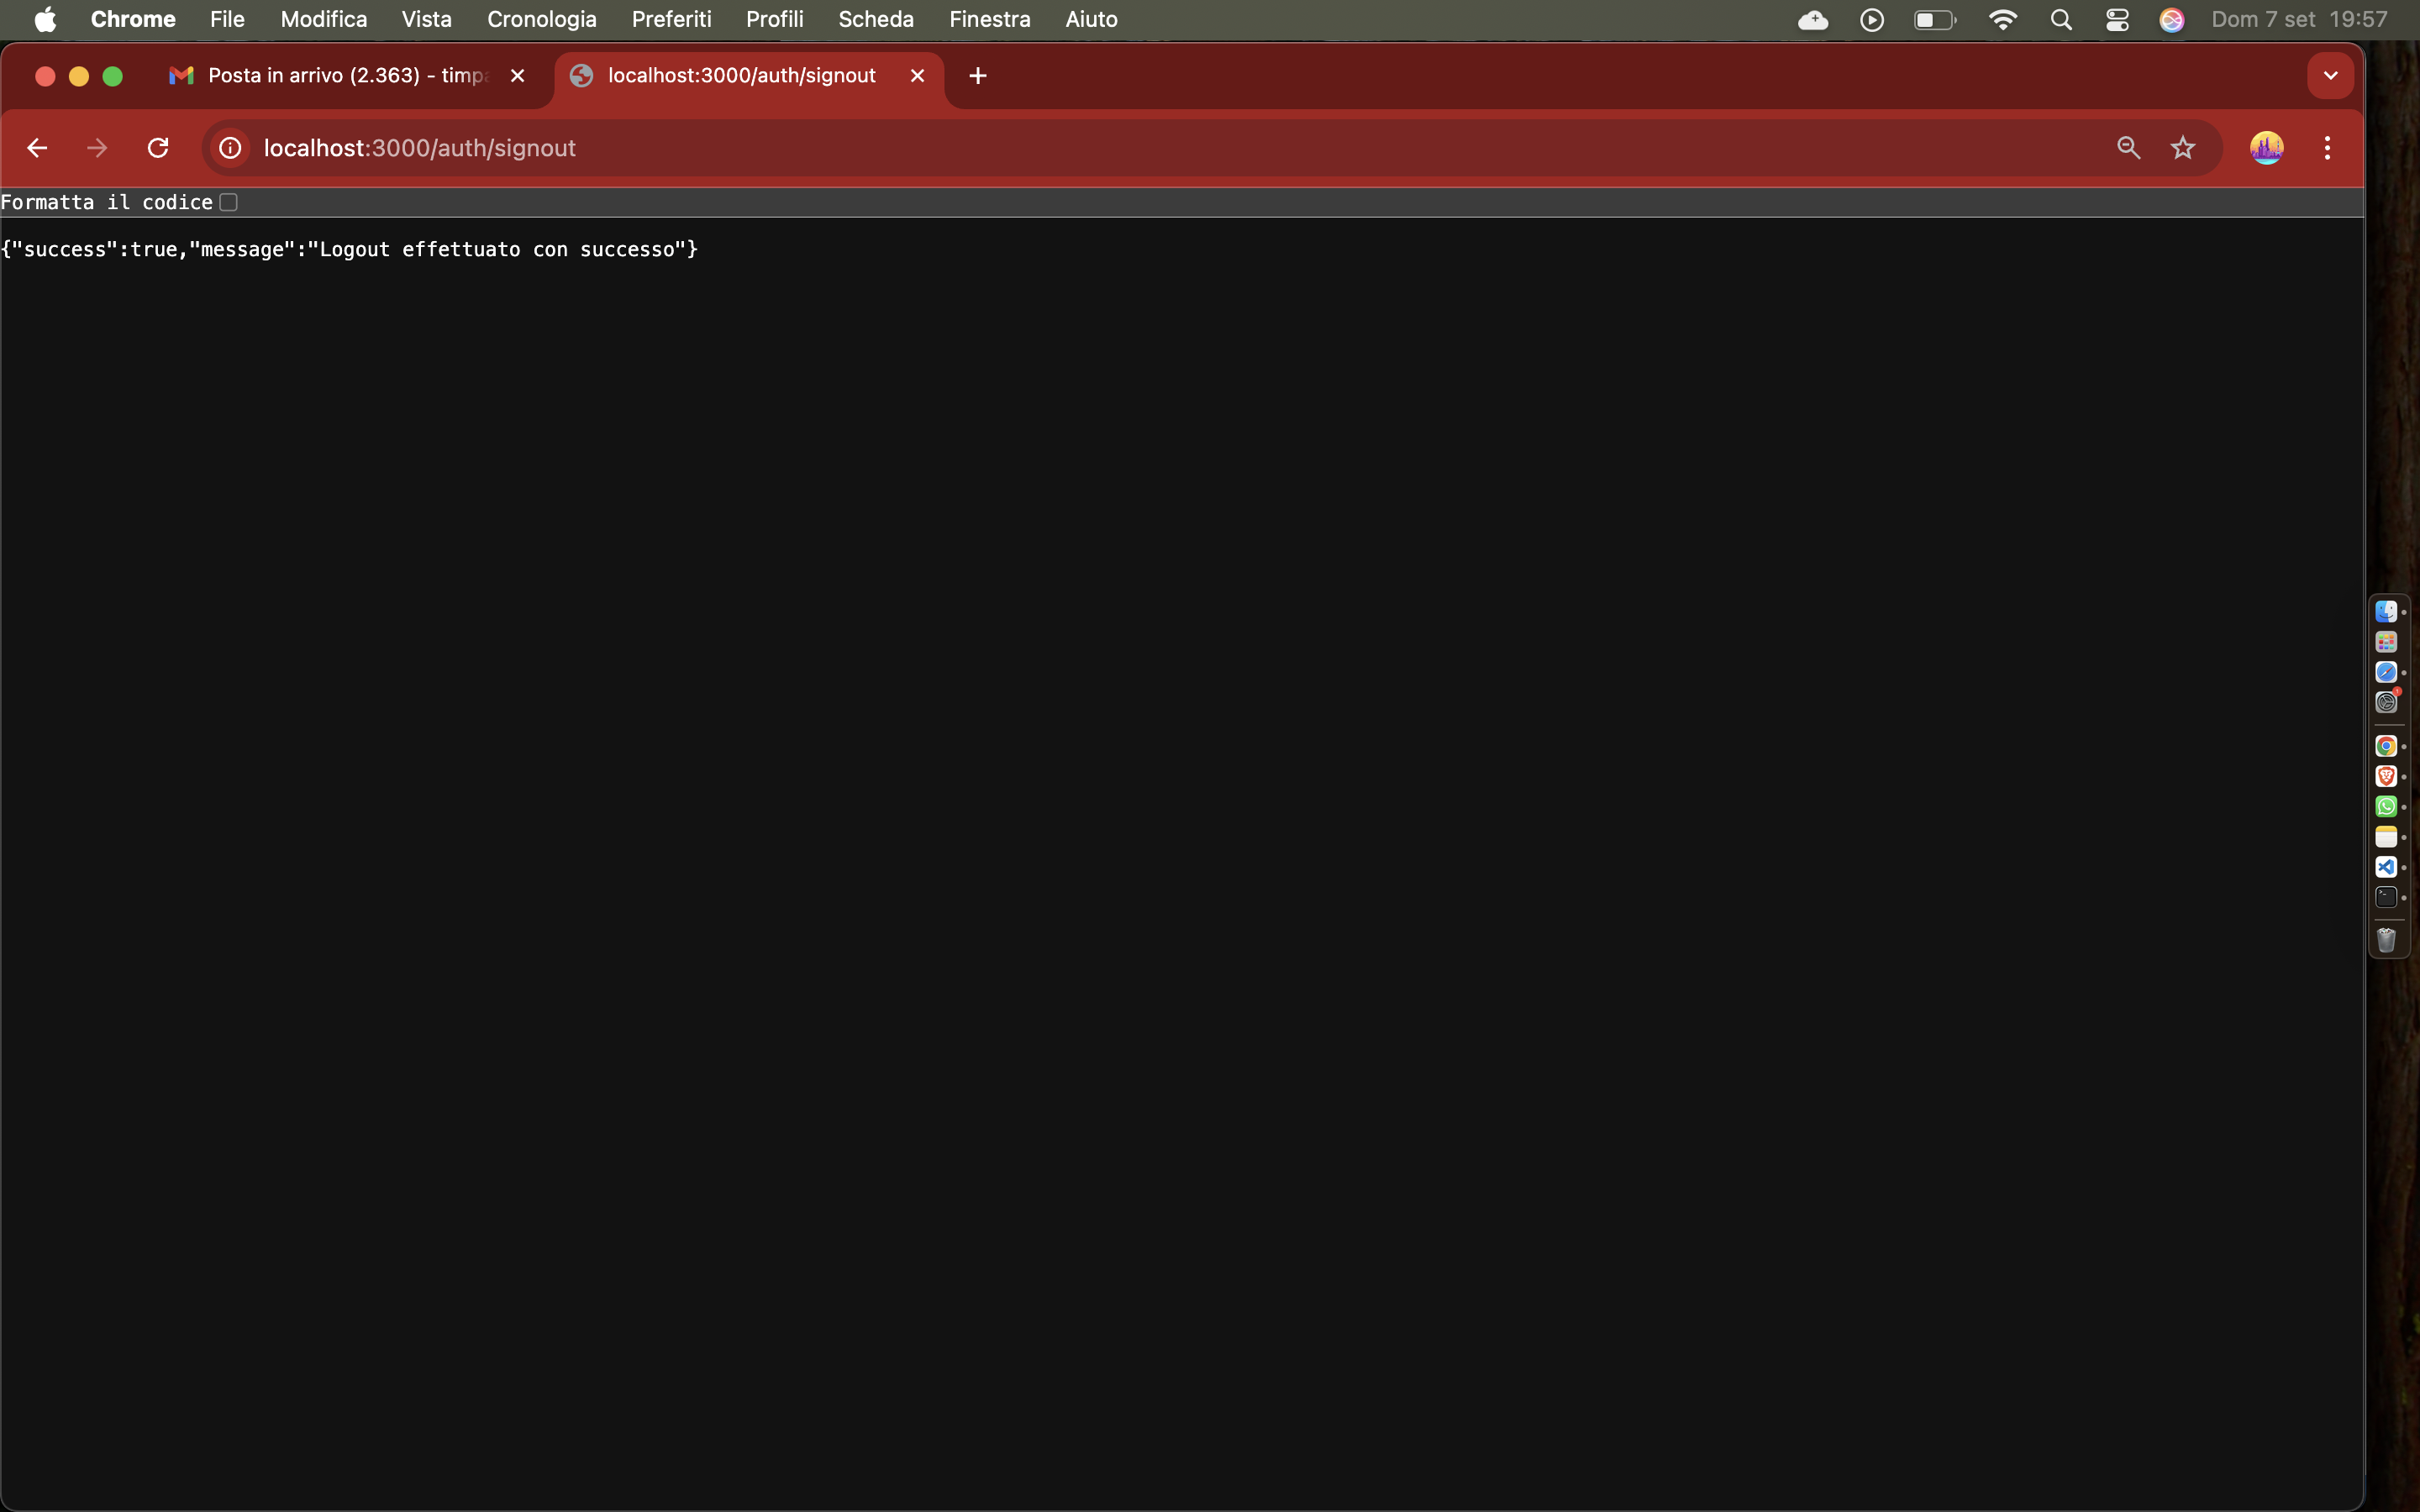 Chrome File Modifica Vista Cronologia Preferiti Profili Scheda Finestra Aiuto Dom 7 set 19:57
Posta in arrivo (2.363) - timpa localhost:3000/auth/signout
localhost:3000/auth/signout
Formatta il codice
{"success":true,"message":"Logout effettuato con successo"}